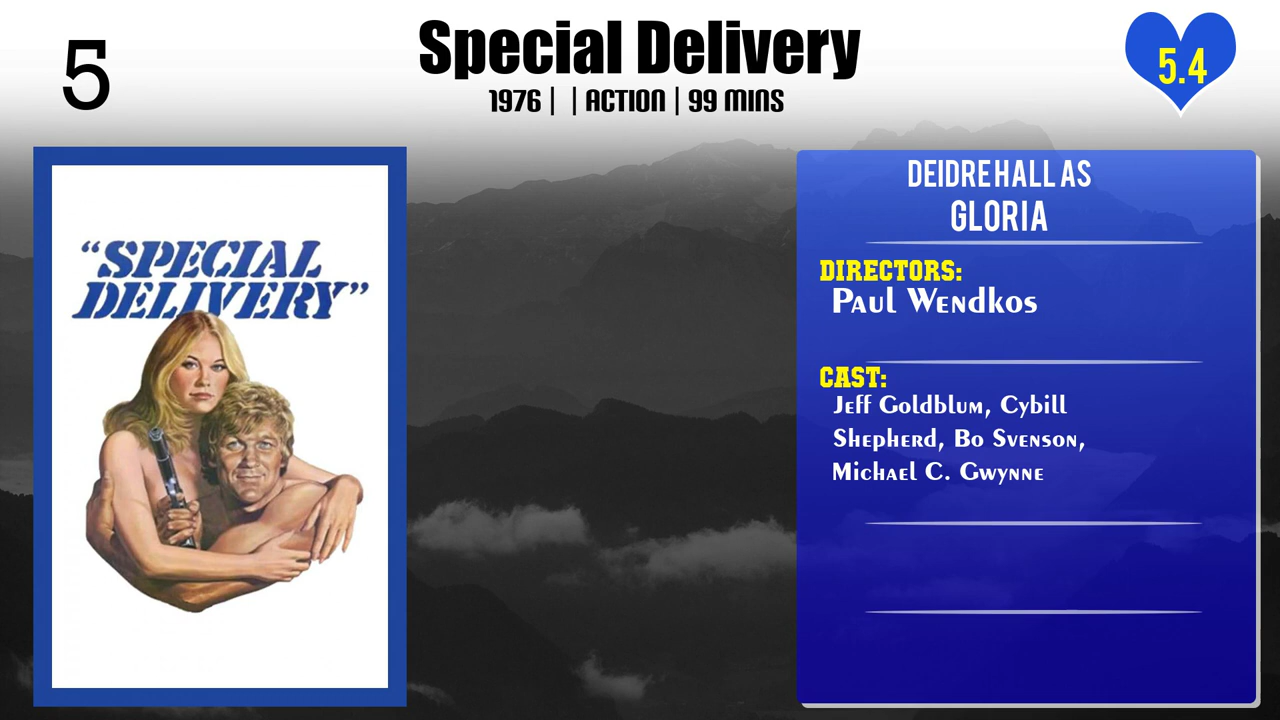 5
Special Delivery
1976 | | ACTION | 99 MINS
5.4
"SPECIAL
DELIVERY"
DEIDRE HALL AS
GLORIA
DIRECTORS:
Paul Wendkos
CAST:
Jeff Goldblum, Cybill
Shepherd, Bo Svenson,
Michael C. Gwynne